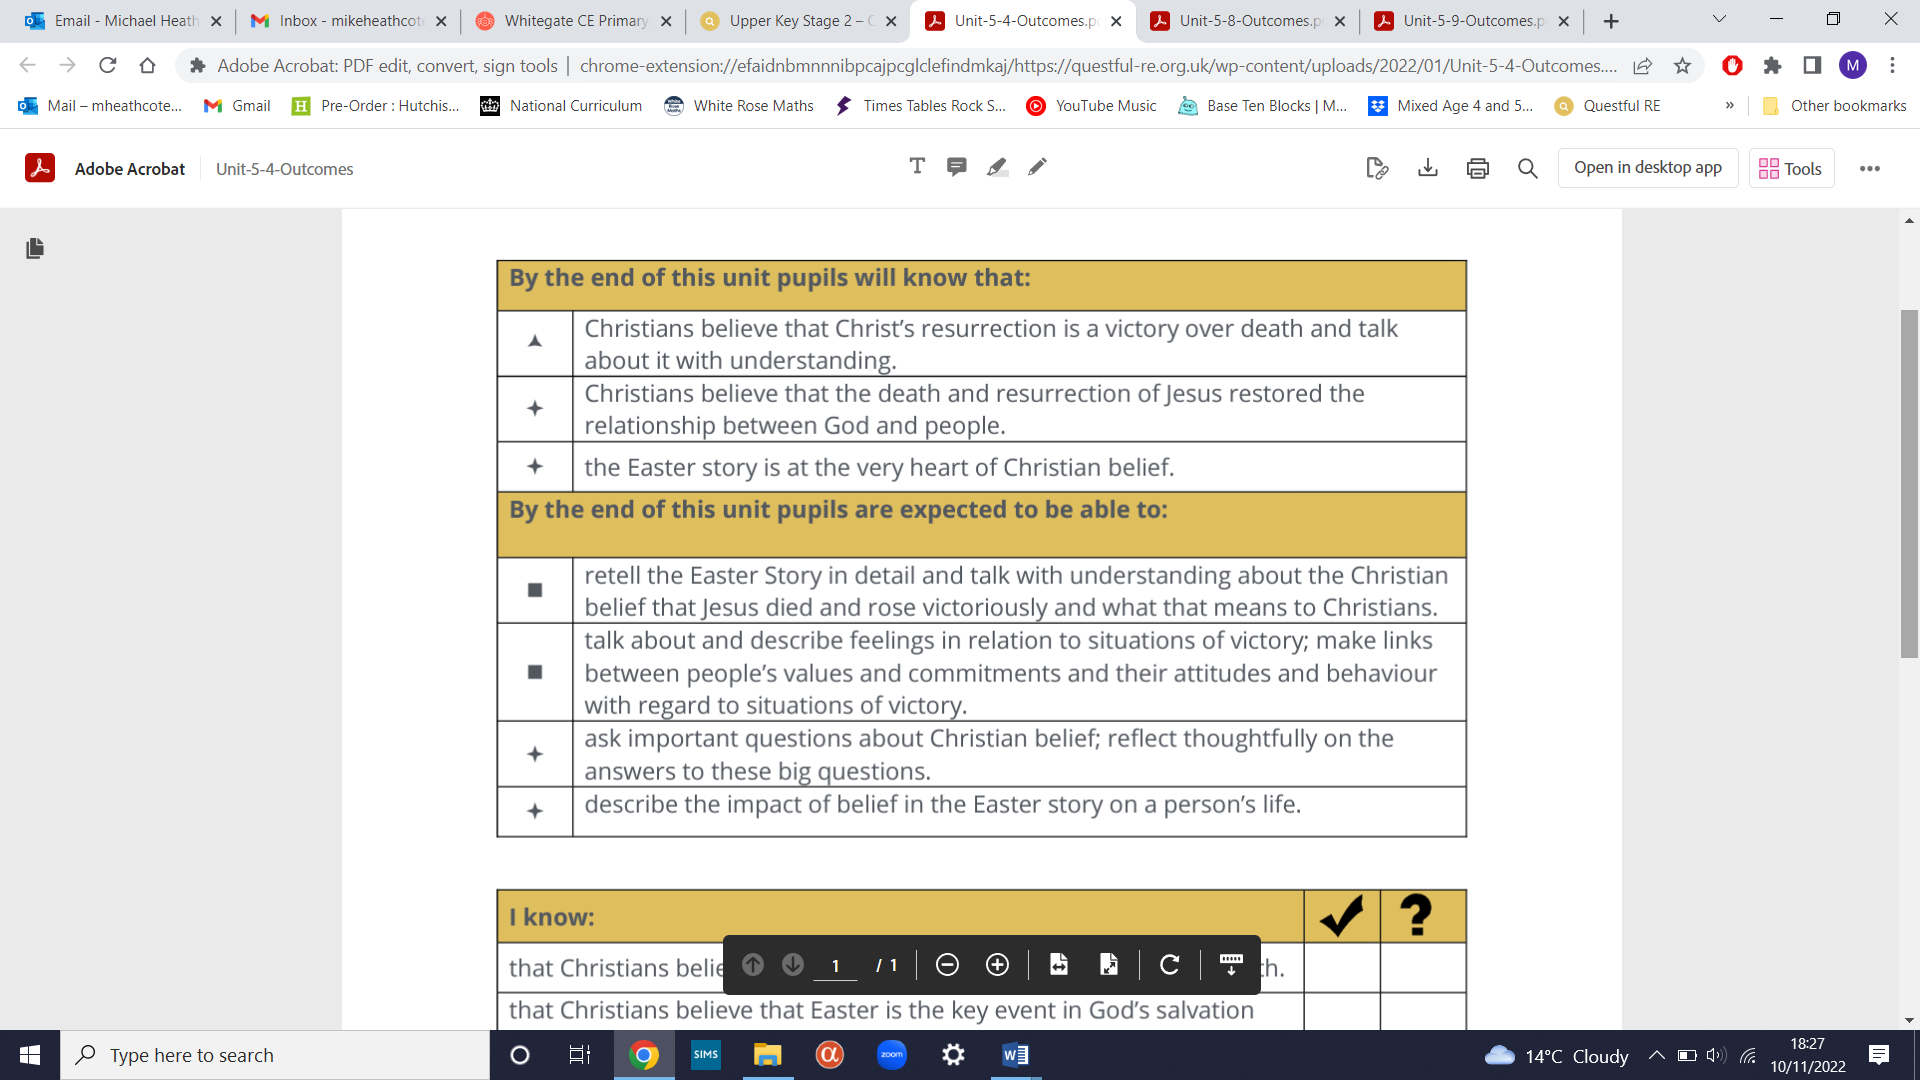 Email - Michael Heath
Inbox - mikeheathcot
Whitegate CE Primary
Upper Key Stage 2 – C
Unit-5-4-Outcomes.p
Unit-5-8-Outcomes.p
Unit-5-9-Outcomes.p
Adobe Acrobat: PDF edit, convert, sign tools | chrome-extension://efaidnbmnnnibpcajpcglclefindmkaj/https://questful-re.org.uk/wp-content/uploads/2022/01/Unit-5-4-Outcomes....
M
Mail – mheathcote...
Gmail
Pre-Order : Hutchis...
National Curriculum
White Rose Maths
Times Tables Rock S...
YouTube Music
Base Ten Blocks | M...
Mixed Age 4 and 5...
Questful RE
»
Other bookmarks
Adobe Acrobat
Unit-5-4-Outcomes
Open in desktop app
Tools
By the end of this unit pupils will know that:
Christians believe that Christ’s resurrection is a victory over death and talk
about it with understanding.
Christians believe that the death and resurrection of Jesus restored the
relationship between God and people.
the Easter story is at the very heart of Christian belief.
By the end of this unit pupils are expected to be able to:
retell the Easter Story in detail and talk with understanding about the Christian
belief that Jesus died and rose victoriously and what that means to Christians.
talk about and describe feelings in relation to situations of victory; make links
between people’s values and commitments and their attitudes and behaviour
with regard to situations of victory.
ask important questions about Christian belief; reflect thoughtfully on the
answers to these big questions.
describe the impact of belief in the Easter story on a person’s life.
I know: ?
that Christians belie
1 / 1
th.
that Christians believe that Easter is the key event in God’s salvation
Type here to search
SIMS
zoom
14°C Cloudy
18:27
10/11/2022